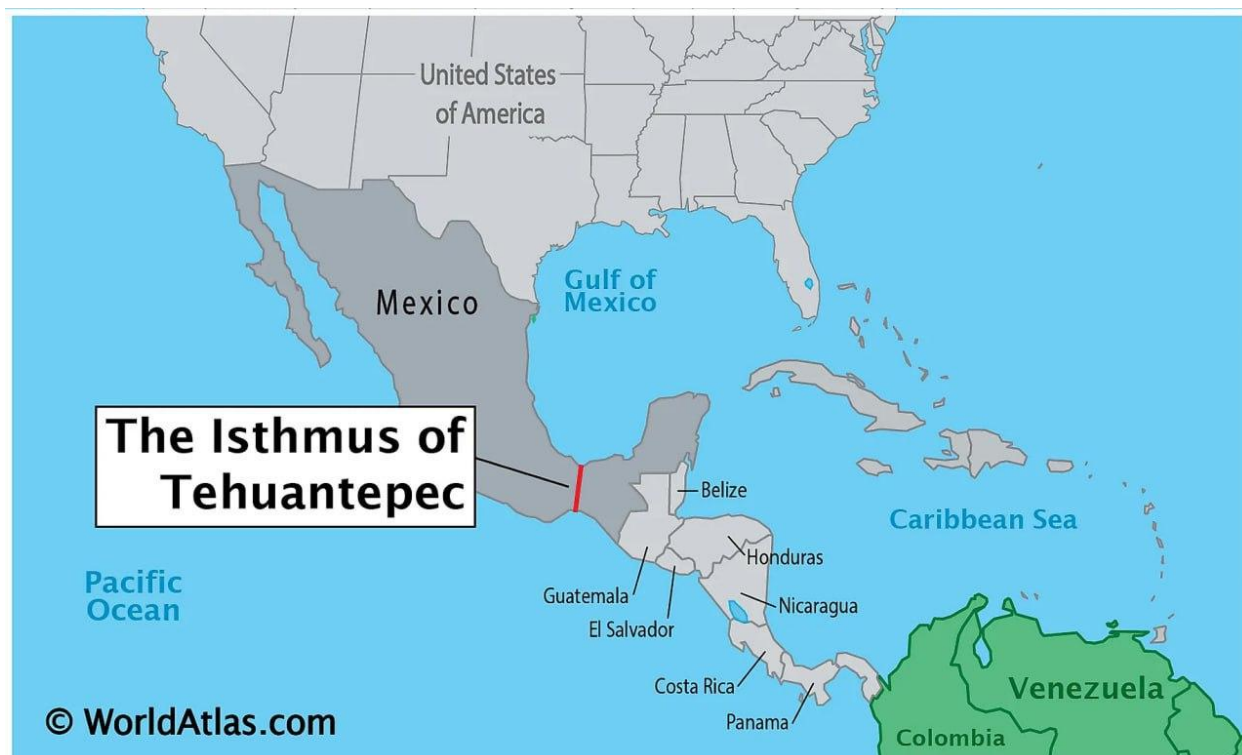 United States
of America
Gulf of
Mexico
Mexico
The Isthmus of
Tehuantepec
Belize
Caribbean Sea
Honduras
Pacific
Ocean
Guatemala
Nicaragua
El Salvador
Costa Rica
Venezuela
Panama
© WorldAtlas.com
Colombia